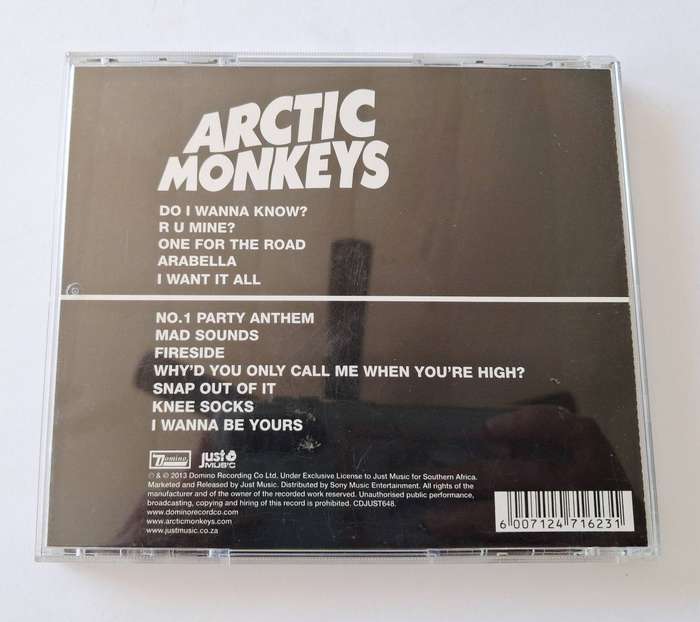 ARCTIC
MONKEYS
DO I WANNA KNOW?
R U MINE?
ONE FOR THE ROAD
ARABELLA
I WANT IT ALL
NO.1 PARTY ANTHEM
MAD SOUNDS
FIRESIDE
WHY'D YOU ONLY CALL ME WHEN YOU'RE HIGH?
SNAP OUT OF IT
KNEE SOCKS
I WANNA BE YOURS
Domino
just
MUSIC
℗ & © 2013 Domino Recording Co Ltd. Under Exclusive License to Just Music for Southern Africa.
Marketed and Released by Just Music. Distributed by Sony Music Entertainment. All rights of the
manufacturer and of the owner of the recorded work reserved. Unauthorised public performance,
broadcasting, copying and hiring of this record is prohibited. CDJUST648.
www.dominorecordco.com
www.arcticmonkeys.com
www.justmusic.co.za
6 007124 716231